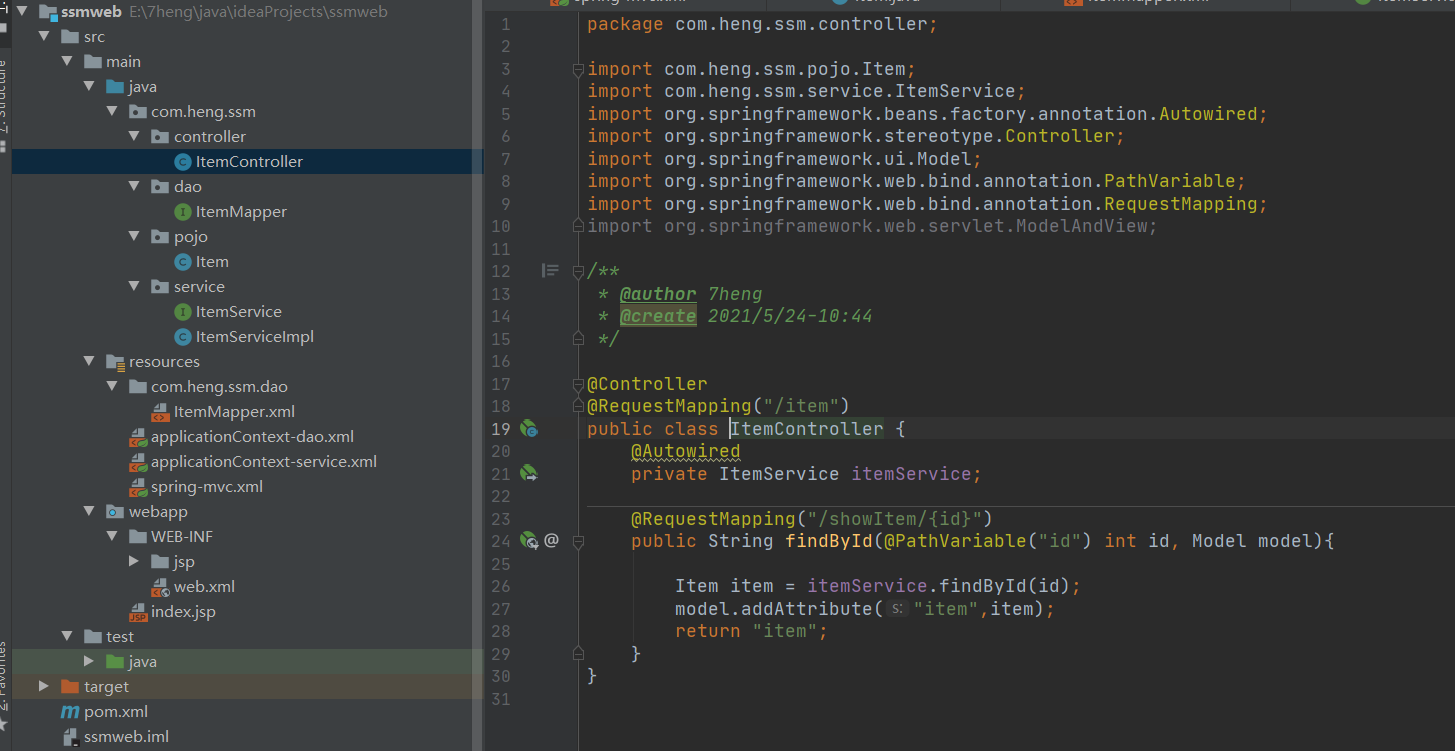 ssmweb E:\7heng\java\ideaProjects\ssmweb
src
main
java
com.heng.ssm
controller
ItemController
dao
ItemMapper
pojo
Item
service
ItemService
ItemServiceImpl
resources
com.heng.ssm.dao
ItemMapper.xml
applicationContext-dao.xml
applicationContext-service.xml
spring-mvc.xml
webapp
WEB-INF
jsp
web.xml
index.jsp
test
java
target
pom.xml
ssmweb.iml
7: Structure
2: Favorites
1 package com.heng.ssm.controller;
2
3 import com.heng.ssm.pojo.Item;
4 import com.heng.ssm.service.ItemService;
5 import org.springframework.beans.factory.annotation.Autowired;
6 import org.springframework.stereotype.Controller;
7 import org.springframework.ui.Model;
8 import org.springframework.web.bind.annotation.PathVariable;
9 import org.springframework.web.bind.annotation.RequestMapping;
10 import org.springframework.web.servlet.ModelAndView;
11
12 /**
13 * @author 7heng
14 * @create 2021/5/24-10:44
15 */
16
17 @Controller
18 @RequestMapping("/item")
19 public class ItemController {
20 @Autowired
21 private ItemService itemService;
22
23 @RequestMapping("/showItem/{id}")
24 @ public String findById(@PathVariable("id") int id, Model model){
25
26 Item item = itemService.findById(id);
27 model.addAttribute( s: "item",item);
28 return "item";
29 }
30 }
31